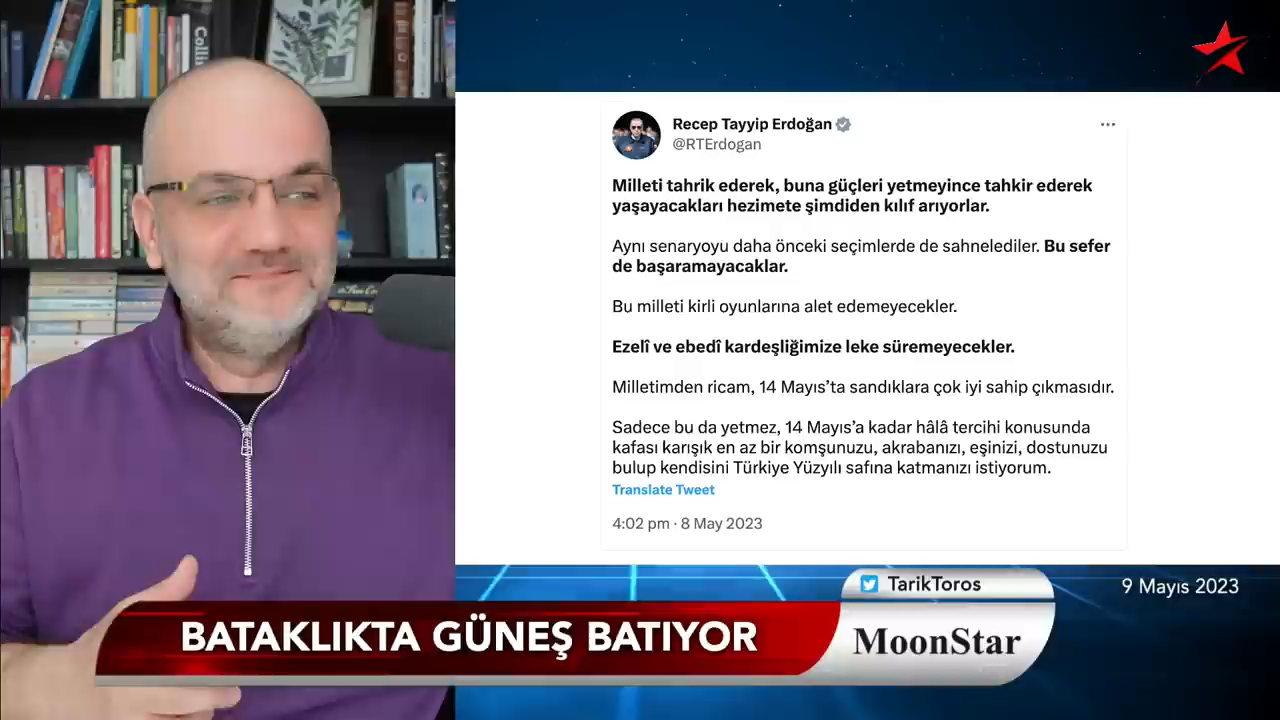 Collins
Recep Tayyip Erdoğan
@RTErdogan
Milleti tahrik ederek, buna güçleri yetmeyince tahkir ederek
yaşayacakları hezimete şimdiden kılıf arıyorlar.
Aynı senaryoyu daha önceki seçimlerde de sahnelediler. Bu sefer
de başaramayacaklar.
Bu milleti kirli oyunlarına alet edemeyecekler.
Ezelî ve ebedî kardeşliğimize leke süremeyecekler.
Milletimden ricam, 14 Mayıs’ta sandıklara çok iyi sahip çıkmasıdır.
Sadece bu da yetmez, 14 Mayıs’a kadar hâlâ tercihi konusunda
kafası karışık en az bir komşunuzu, akrabanızı, eşinizi, dostunuzu
bulup kendisini Türkiye Yüzyılı safına katmanızı istiyorum.
Translate Tweet
4:02 pm · 8 May 2023
TarikToros
9 Mayıs 2023
BATAKLIKTA GÜNEŞ BATIYOR
MoonStar